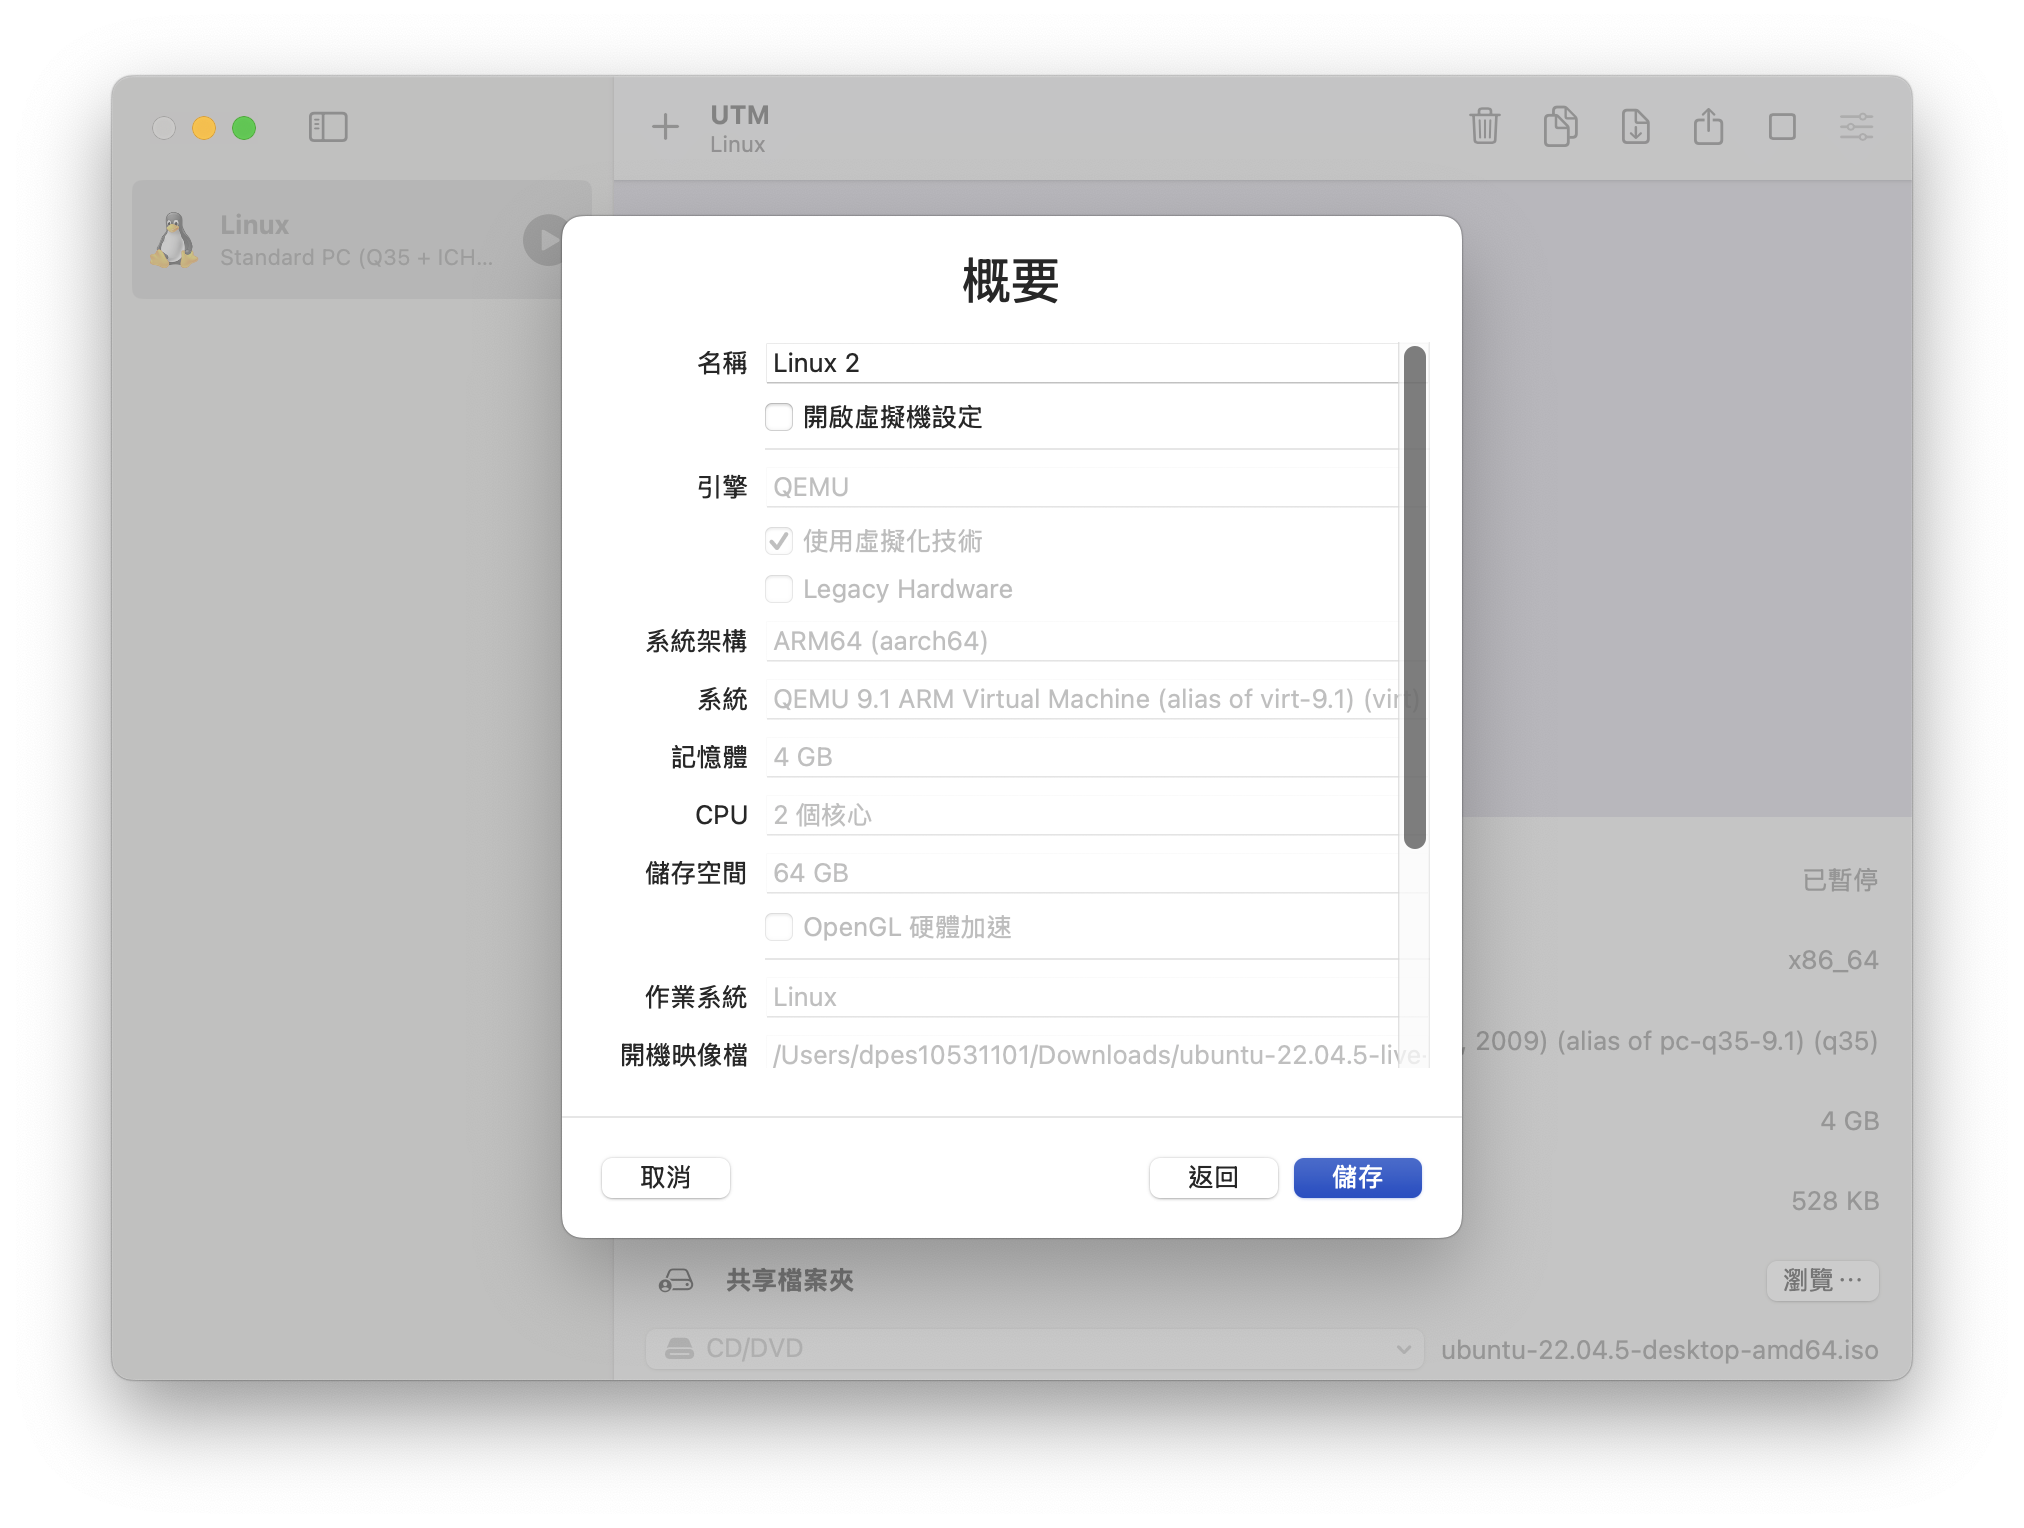 UTM
Linux
Linux
Standard PC (Q35 + ICH...
概要
名稱 Linux 2
開啟虛擬機設定
引擎 QEMU
使用虛擬化技術
Legacy Hardware
系統架構 ARM64 (aarch64)
系統 QEMU 9.1 ARM Virtual Machine (alias of virt-9.1) (virt)
記憶體 4 GB
CPU 2 個核心
儲存空間 64 GB
OpenGL 硬體加速
作業系統 Linux
開機映像檔 /Users/dpes10531101/Downloads/ubuntu-22.04.5-live-
取消 返回 儲存
已暫停
x86_64
, 2009) (alias of pc-q35-9.1) (q35)
4 GB
528 KB
共享檔案夾 瀏覽…
CD/DVD ubuntu-22.04.5-desktop-amd64.iso